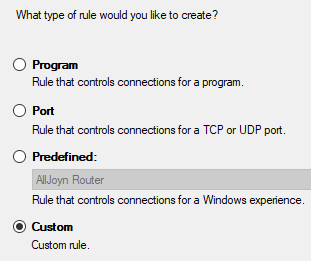 What type of rule would you like to create?
Program
Rule that controls connections for a program.
Port
Rule that controls connections for a TCP or UDP port.
Predefined:
AllJoyn Router
Rule that controls connections for a Windows experience.
Custom
Custom rule.